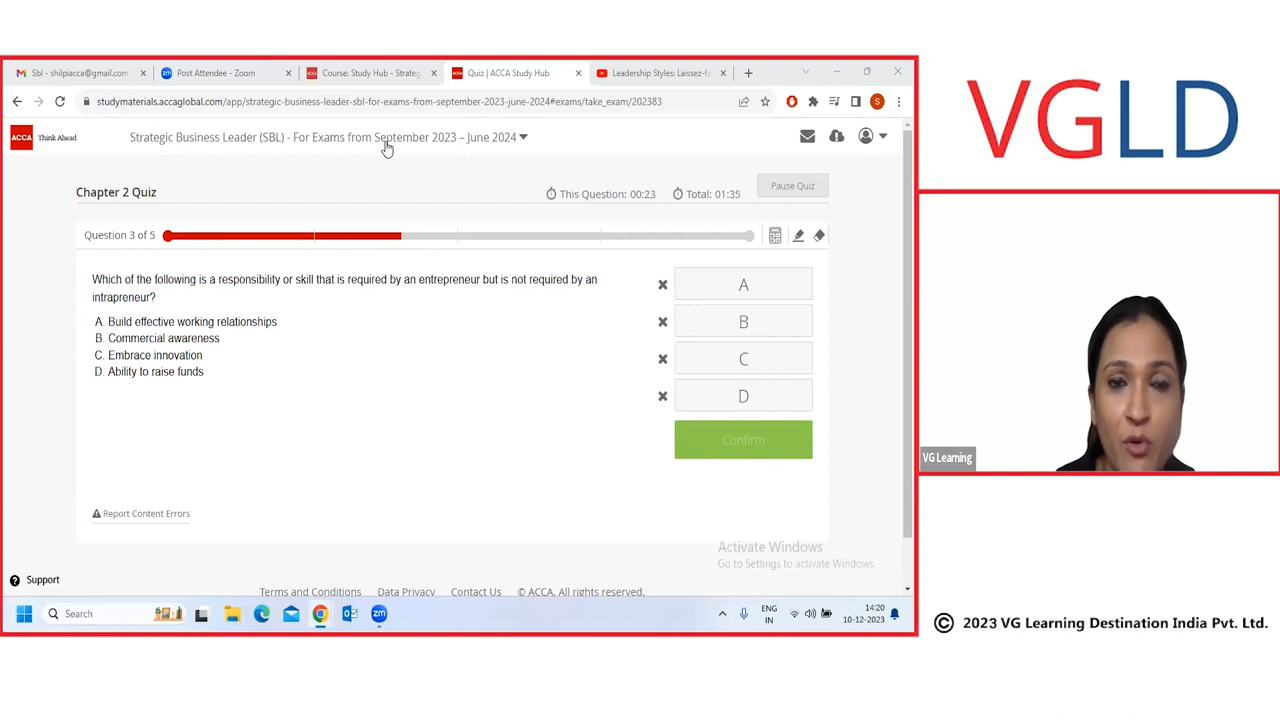 Sbl - shilpiacca@gmail.com
Post Attendee - Zoom
Course: Study Hub - Strateg
Quiz | ACCA Study Hub
Leadership Styles: Laissez-f
studymaterials.accaglobal.com/app/strategic-business-leader-sbl-for-exams-from-september-2023-june-2024#exams/take_exam/202383
S
ACCA
Think Ahead
Strategic Business Leader (SBL) - For Exams from September 2023 – June 2024
Chapter 2 Quiz
This Question: 00:23
Total: 01:35
Pause Quiz
Question 3 of 5
Which of the following is a responsibility or skill that is required by an entrepreneur but is not required by an
intrapreneur?
A. Build effective working relationships
B. Commercial awareness
C. Embrace innovation
D. Ability to raise funds
A
B
C
D
Confirm
Report Content Errors
Activate Windows
Go to Settings to activate Windows.
Support
Terms and Conditions
Data Privacy
Contact Us
© ACCA. All rights reserved.
Search
ENG
IN
14:20
10-12-2023
VGLD
VG Learning
© 2023 VG Learning Destination India Pvt. Ltd.